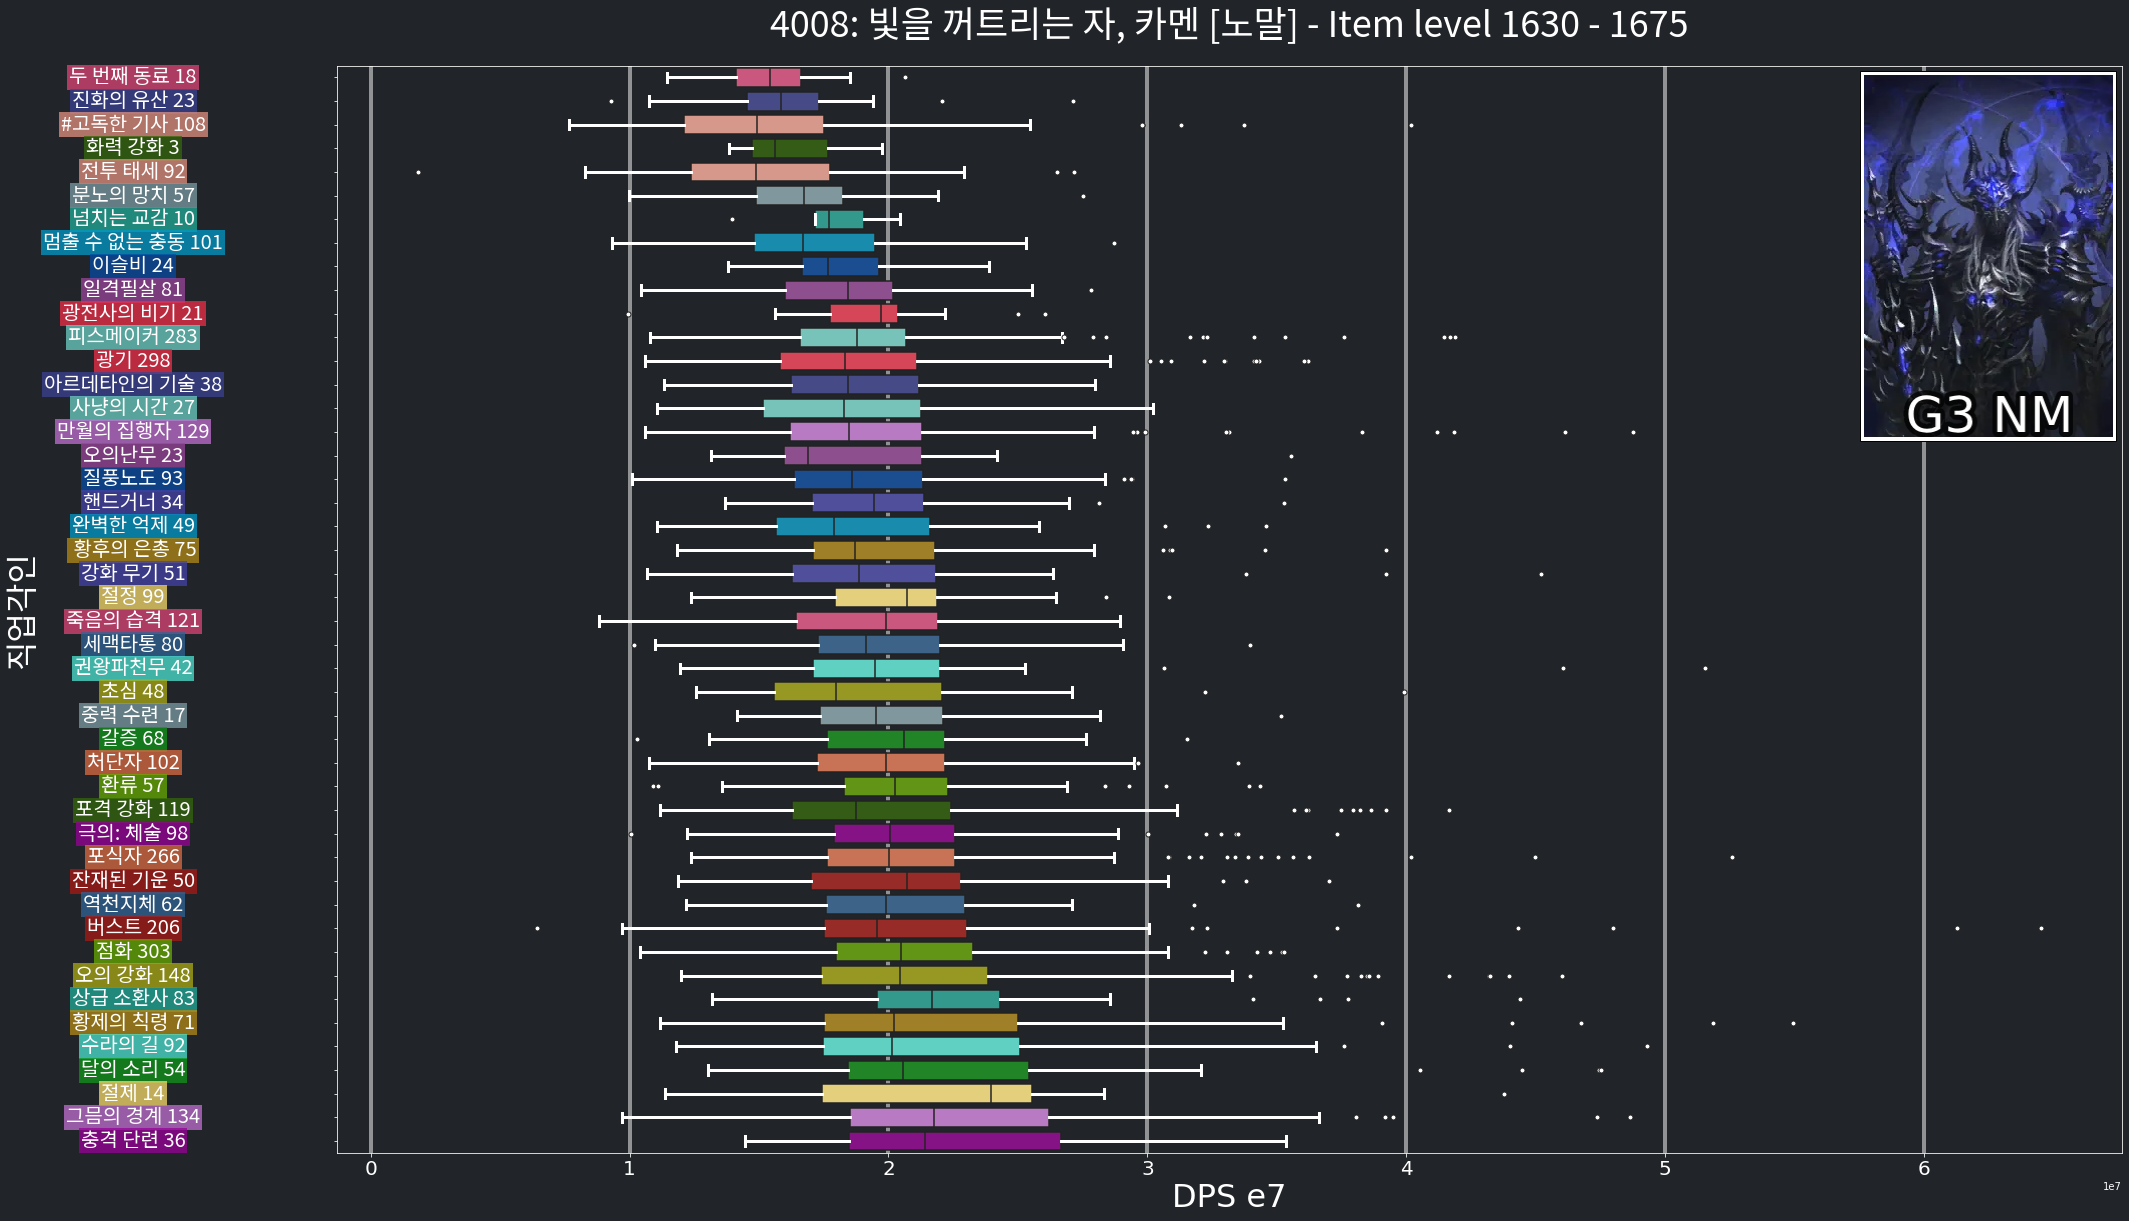 4008: 빛을 꺼트리는 자, 카멘 [노말] - Item level 1630 - 1675
두 번째 동료 18
진화의 유산 23
#고독한 기사 108
화력 강화 3
전투 태세 92
분노의 망치 57
넘치는 교감 10
멈출 수 없는 충동 101
이슬비 24
일격필살 81
광전사의 비기 21
피스메이커 283
광기 298
아르데타인의 기술 38
사냥의 시간 27
만월의 집행자 129
오의난무 23
질풍노도 93
핸드거너 34
완벽한 억제 49
황후의 은총 75
강화 무기 51
절정 99
죽음의 습격 121
세맥타통 80
권왕파천무 42
초심 48
중력 수련 17
갈증 68
처단자 102
환류 57
포격 강화 119
극의: 체술 98
포식자 266
잔재된 기운 50
역천지체 62
버스트 206
점화 303
오의 강화 148
상급 소환사 83
황제의 칙령 71
수라의 길 92
달의 소리 54
절제 14
그믐의 경계 134
충격 단련 36
직업각인
G3 NM
0 1 2 3 4 5 6
DPS e7
1e7